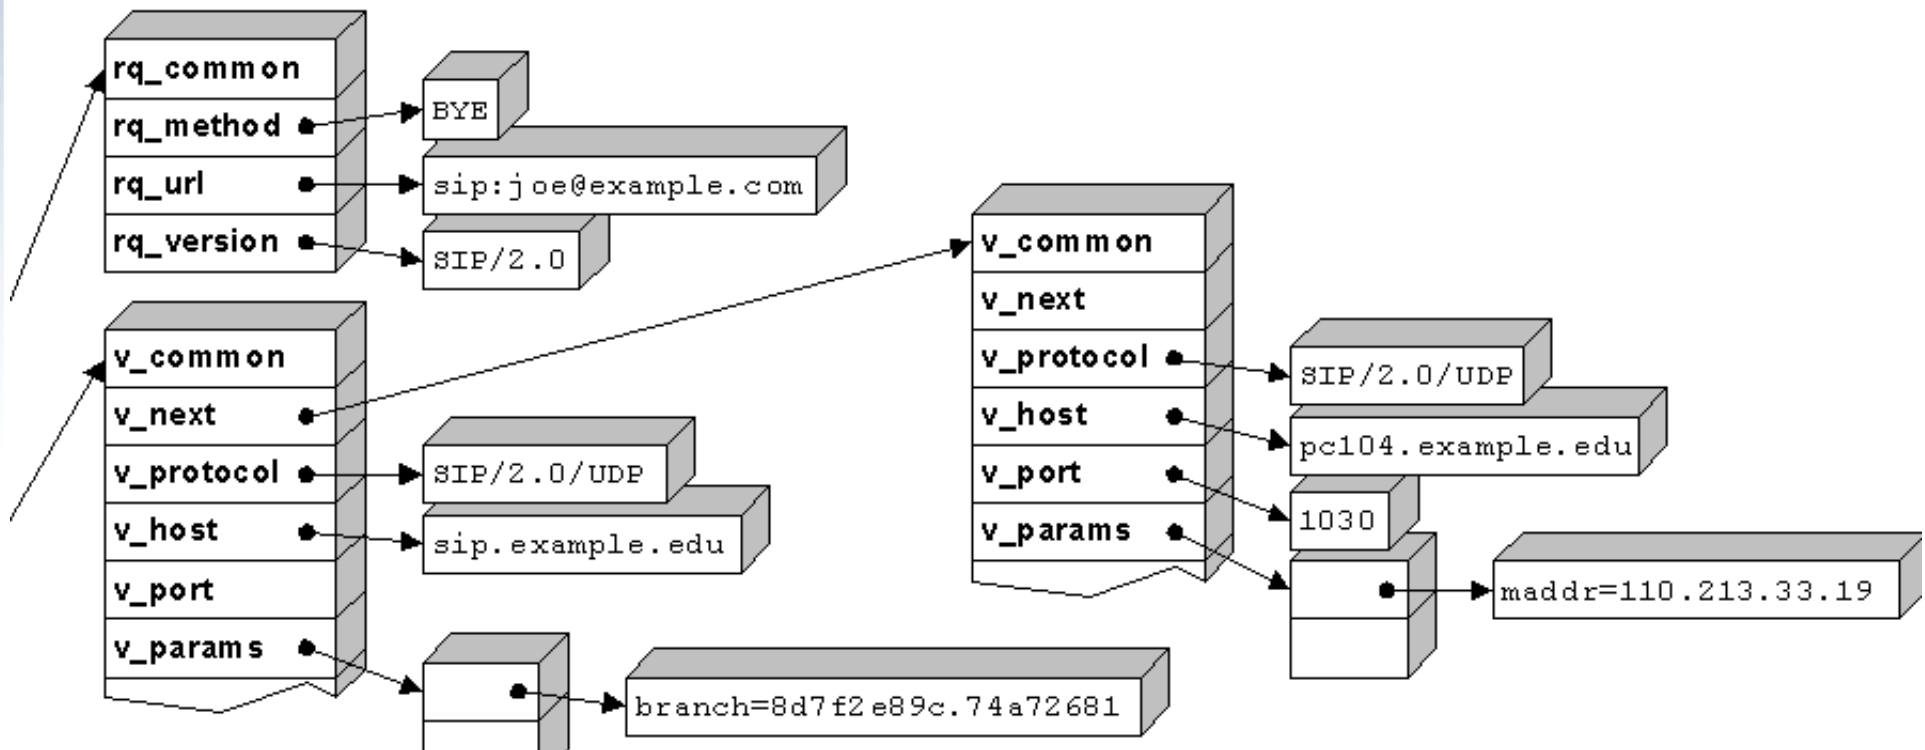 rq_common
rq_method
rq_url
rq_version
BYE
sip:joe@example.com
SIP/2.0
v_common
v_next
v_protocol
v_host
v_port
v_params
SIP/2.0/UDP
sip.example.edu
branch=8d7f2e89c.74a72681
v_common
v_next
v_protocol
v_host
v_port
v_params
SIP/2.0/UDP
pc104.example.edu
1030
maddr=110.213.33.19